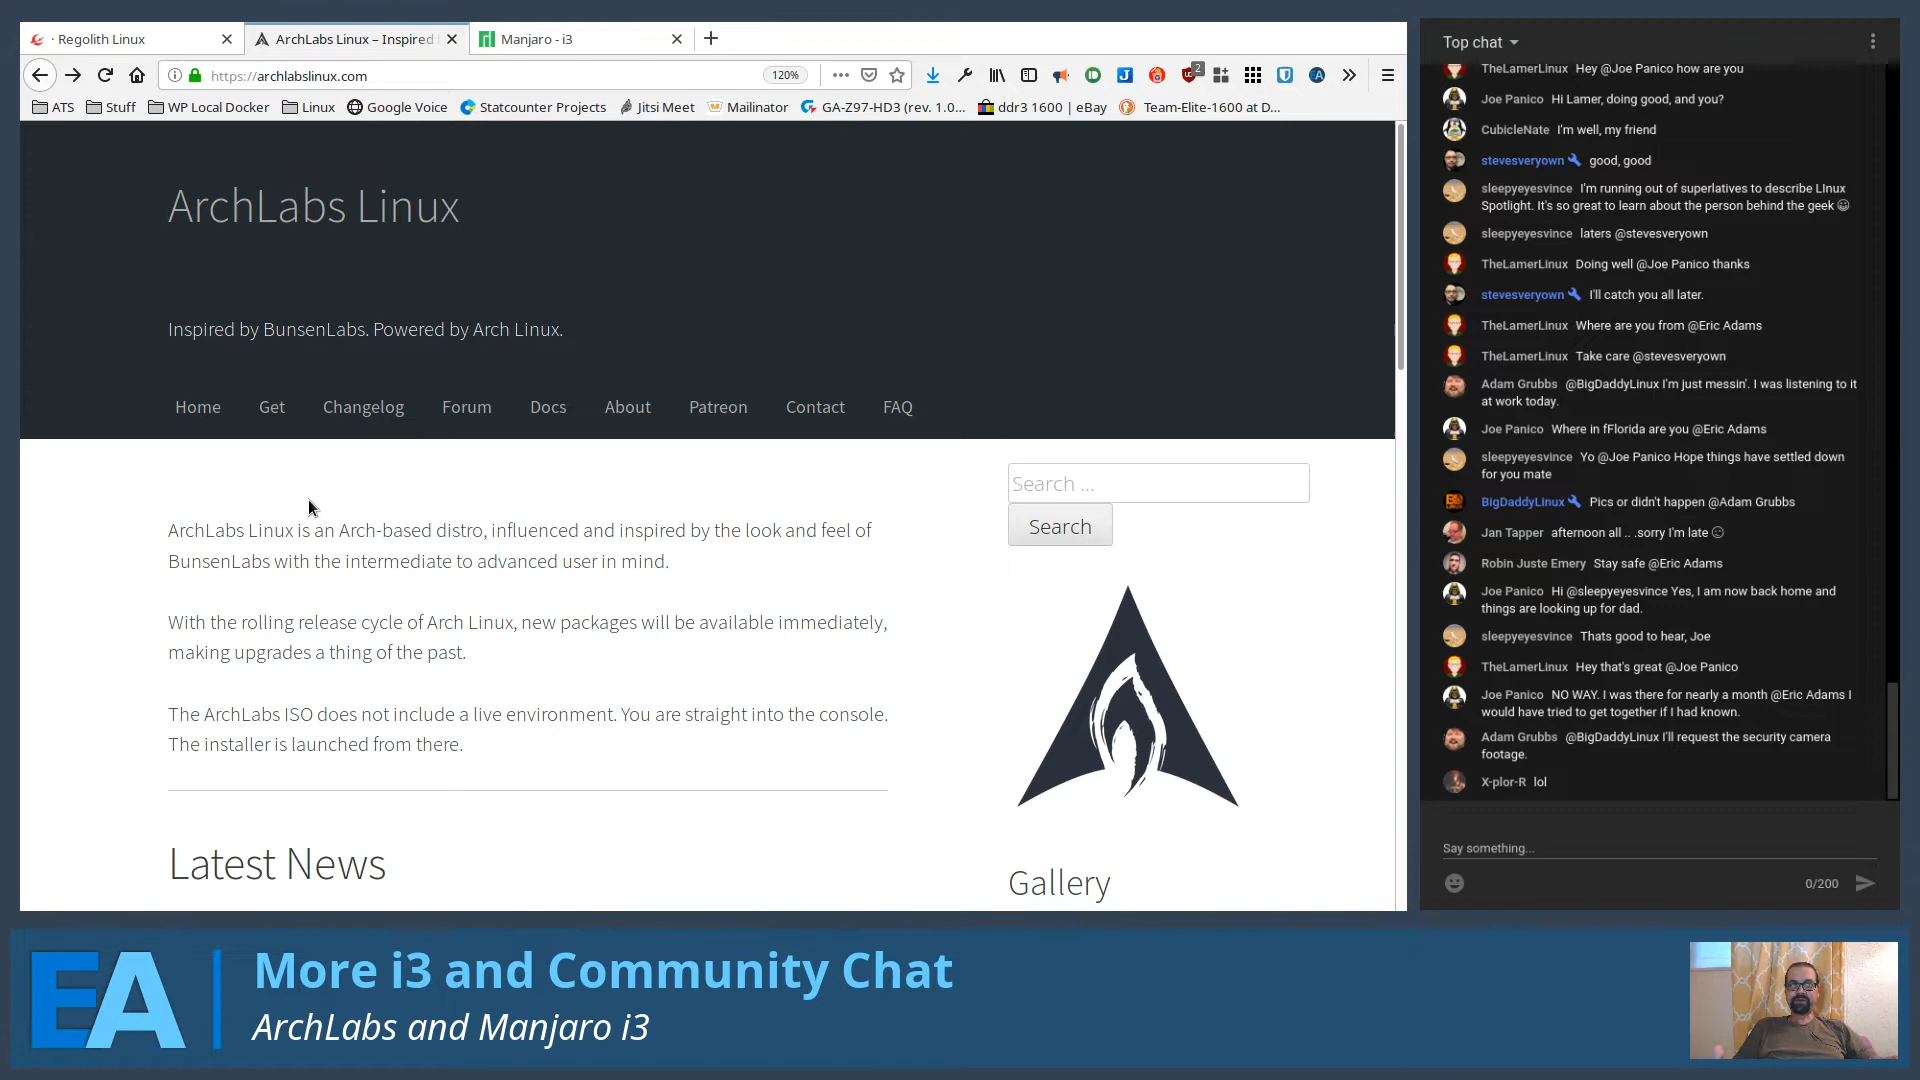 · Regolith Linux
ArchLabs Linux – Inspired
Manjaro - i3
https://archlabslinux.com
120%
2
ATS
Stuff
WP Local Docker
Linux
Google Voice
Statcounter Projects
Jitsi Meet
Mailinator
GA-Z97-HD3 (rev. 1.0...
ddr3 1600 | eBay
Team-Elite-1600 at D...
ArchLabs Linux
Inspired by BunsenLabs. Powered by Arch Linux.
Home Get Changelog Forum Docs About Patreon Contact FAQ
ArchLabs Linux is an Arch-based distro, influenced and inspired by the look and feel of
BunsenLabs with the intermediate to advanced user in mind.
With the rolling release cycle of Arch Linux, new packages will be available immediately,
making upgrades a thing of the past.
The ArchLabs ISO does not include a live environment. You are straight into the console.
The installer is launched from there.
Latest News
Search ...
Search
Gallery
Top chat
TheLamerLinux Hey @Joe Panico how are you
Joe Panico Hi Lamer, doing good, and you?
CubicleNate I'm well, my friend
stevesveryown good, good
sleepyeyesvince I'm running out of superlatives to describe LInux
Spotlight. It's so great to learn about the person behind the geek
sleepyeyesvince laters @stevesveryown
TheLamerLinux Doing well @Joe Panico thanks
stevesveryown I'll catch you all later.
TheLamerLinux Where are you from @Eric Adams
TheLamerLinux Take care @stevesveryown
Adam Grubbs @BigDaddyLinux I'm just messin'. I was listening to it
at work today.
Joe Panico Where in fFlorida are you @Eric Adams
sleepyeyesvince Yo @Joe Panico Hope things have settled down
for you mate
BigDaddyLinux Pics or didn't happen @Adam Grubbs
Jan Tapper afternoon all .. .sorry I'm late
Robin Juste Emery Stay safe @Eric Adams
Joe Panico Hi @sleepyeyesvince Yes, I am now back home and
things are looking up for dad.
sleepyeyesvince Thats good to hear, Joe
TheLamerLinux Hey that's great @Joe Panico
Joe Panico NO WAY. I was there for nearly a month @Eric Adams I
would have tried to get together if I had known.
Adam Grubbs @BigDaddyLinux I'll request the security camera
footage.
X-plor-R lol
Say something...
0/200
EA
More i3 and Community Chat
ArchLabs and Manjaro i3